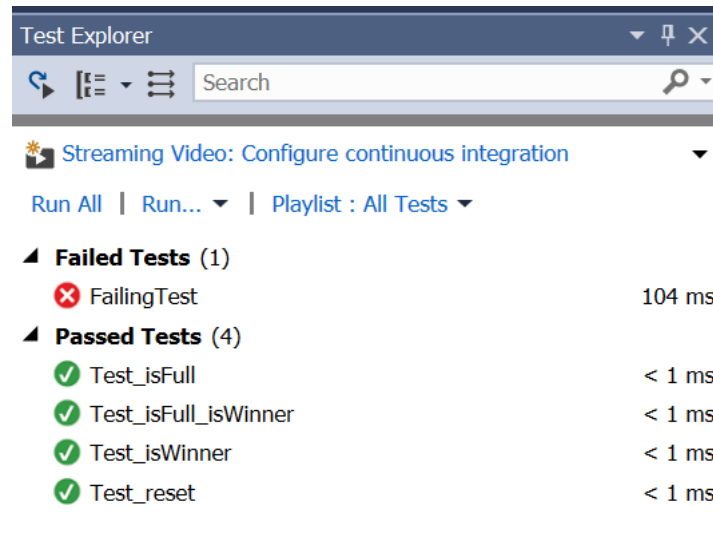 Test Explorer
Search
Streaming Video: Configure continuous integration
Run All | Run... | Playlist : All Tests
Failed Tests (1)
FailingTest 104 ms
Passed Tests (4)
Test_isFull < 1 ms
Test_isFull_isWinner < 1 ms
Test_isWinner < 1 ms
Test_reset < 1 ms